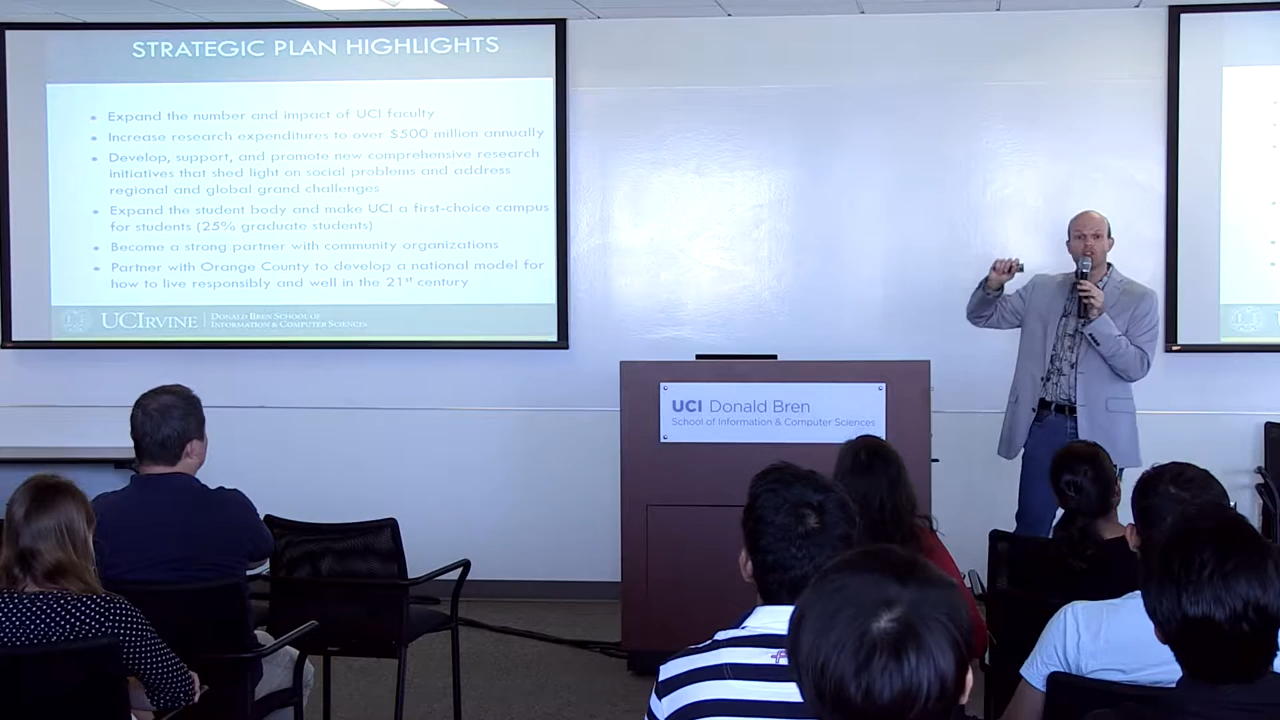 STRATEGIC PLAN HIGHLIGHTS
• Expand the number and impact of UCI faculty
• Increase research expenditures to over $500 million annually
• Develop, support, and promote new comprehensive research
initiatives that shed light on social problems and address
regional and global grand challenges
• Expand the student body and make UCI a first-choice campus
for students (25% graduate students)
• Become a strong partner with community organizations
• Partner with Orange County to develop a national model for
how to live responsibly and well in the 21st century
UCIRVINE | DONALD BREN SCHOOL OF
INFORMATION & COMPUTER SCIENCES
UCI Donald Bren
School of Information & Computer Sciences